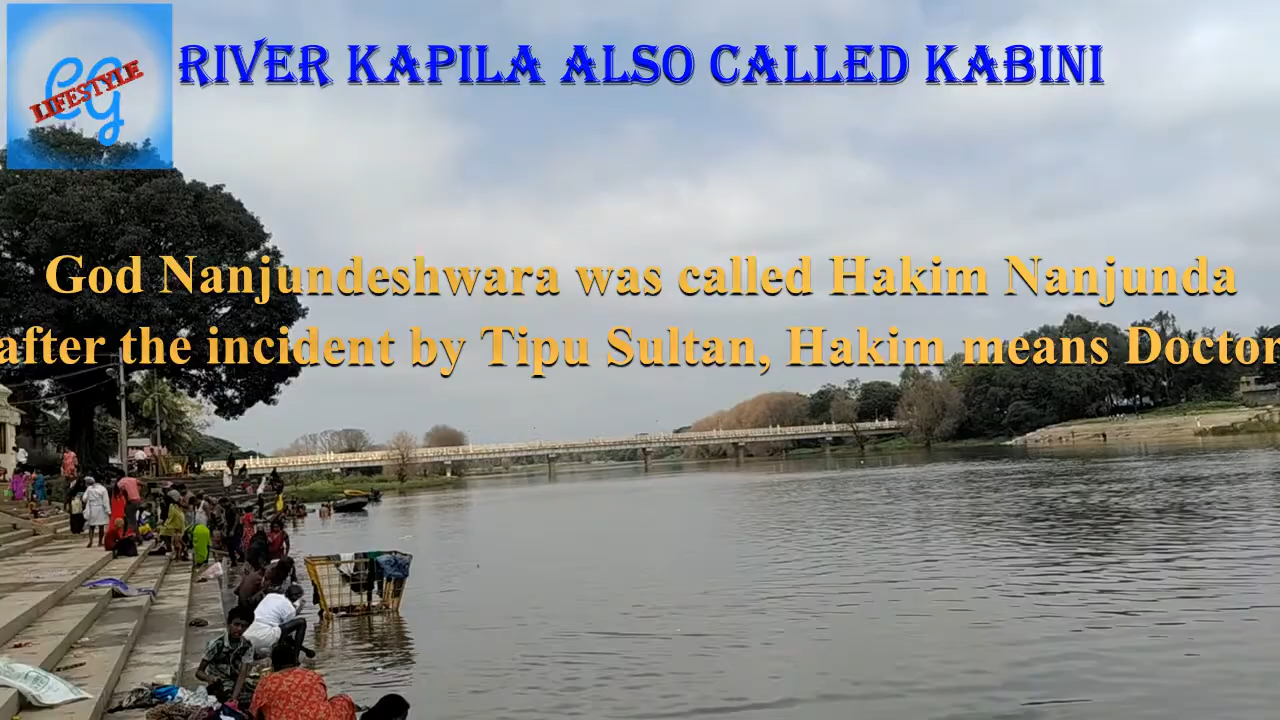 CG
LIFESTYLE
RIVER KAPILA ALSO CALLED KABINI
God Nanjundeshwara was called Hakim Nanjunda
after the incident by Tipu Sultan, Hakim means Doctor